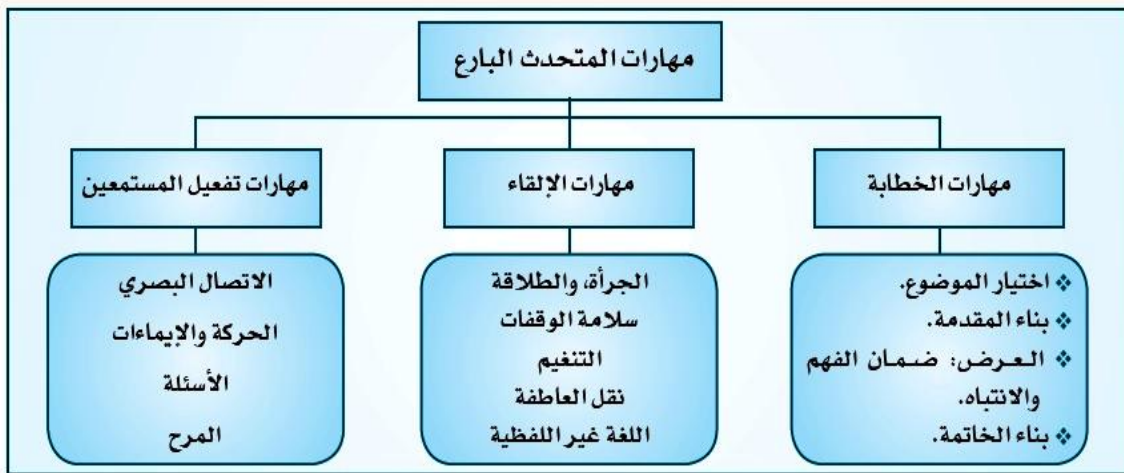 مهارات المتحدث البارع
مهارات الخطابة
مهارات الإلقاء
مهارات تفعيل المستمعين
❖ اختيار الموضوع.
❖ بناء المقدمة.
❖ العرض: ضمان الفهم
والانتباه.
❖ بناء الخاتمة.
الجرأة، والطلاقة
سلامة الوقفات
التنغيم
نقل العاطفة
اللغة غير اللفظية
الاتصال البصري
الحركة والإيماءات
الأسئلة
المرح